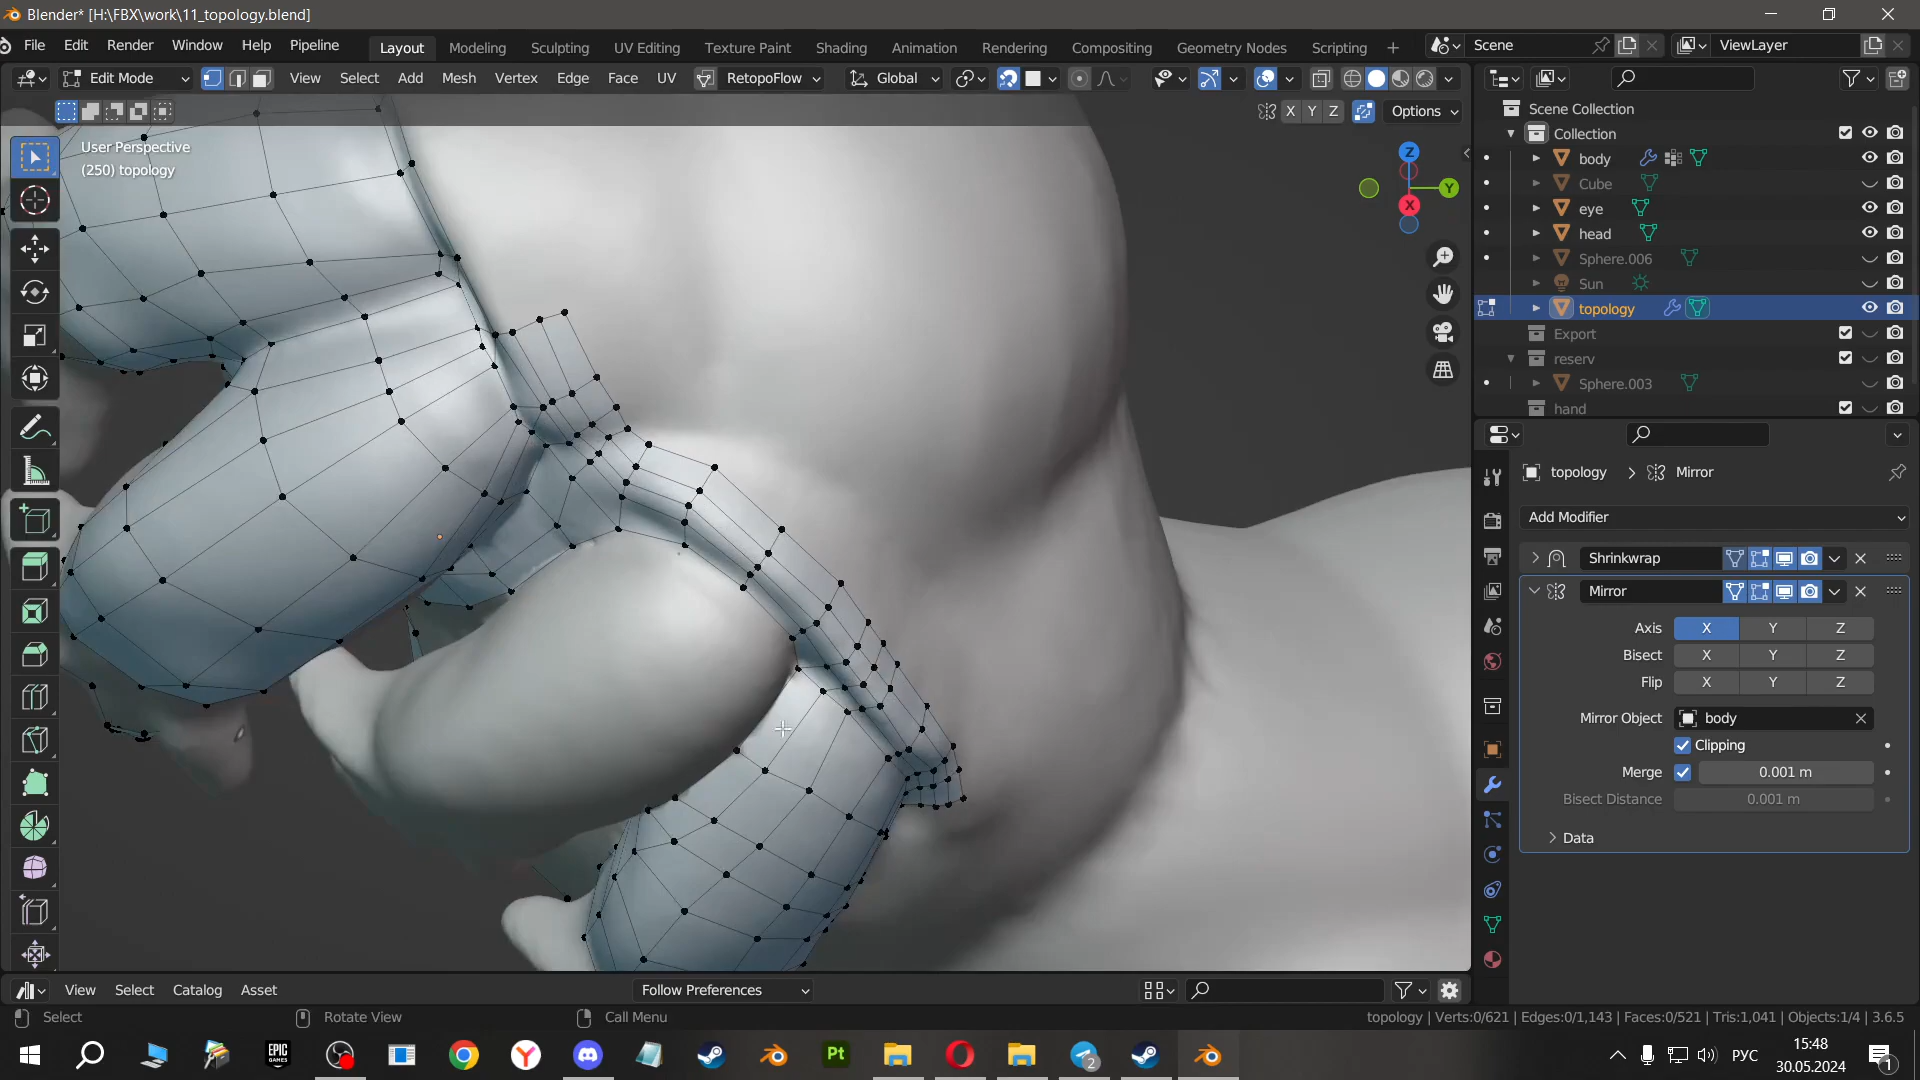 Blender* [H:\FBX\work\11_topology.blend]
File Edit Render Window Help Pipeline Layout Modeling Sculpting UV Editing Texture Paint Shading Animation Rendering Compositing Geometry Nodes Scripting + Scene ViewLayer
Edit Mode View Select Add Mesh Vertex Edge Face UV RetopoFlow Global
X Y Z Options
User Perspective
(250) topology
Z
Y
X
Scene Collection
Collection
body
Cube
eye
head
Sphere.006
Sun
topology
Export
reserv
Sphere.003
hand
topology > Mirror
Add Modifier
Shrinkwrap
Mirror
Axis X Y Z
Bisect X Y Z
Flip X Y Z
Mirror Object body
Clipping
Merge 0.001 m
Bisect Distance 0.001 m
Data
View Select Catalog Asset Follow Preferences
Select Rotate View Call Menu topology | Verts:0/621 | Edges:0/1,143 | Faces:0/521 | Tris:1,041 | Objects:1/4 | 3.6.5
EPIC GAMES Pt 2 РУС 15:48 1
30.05.2024